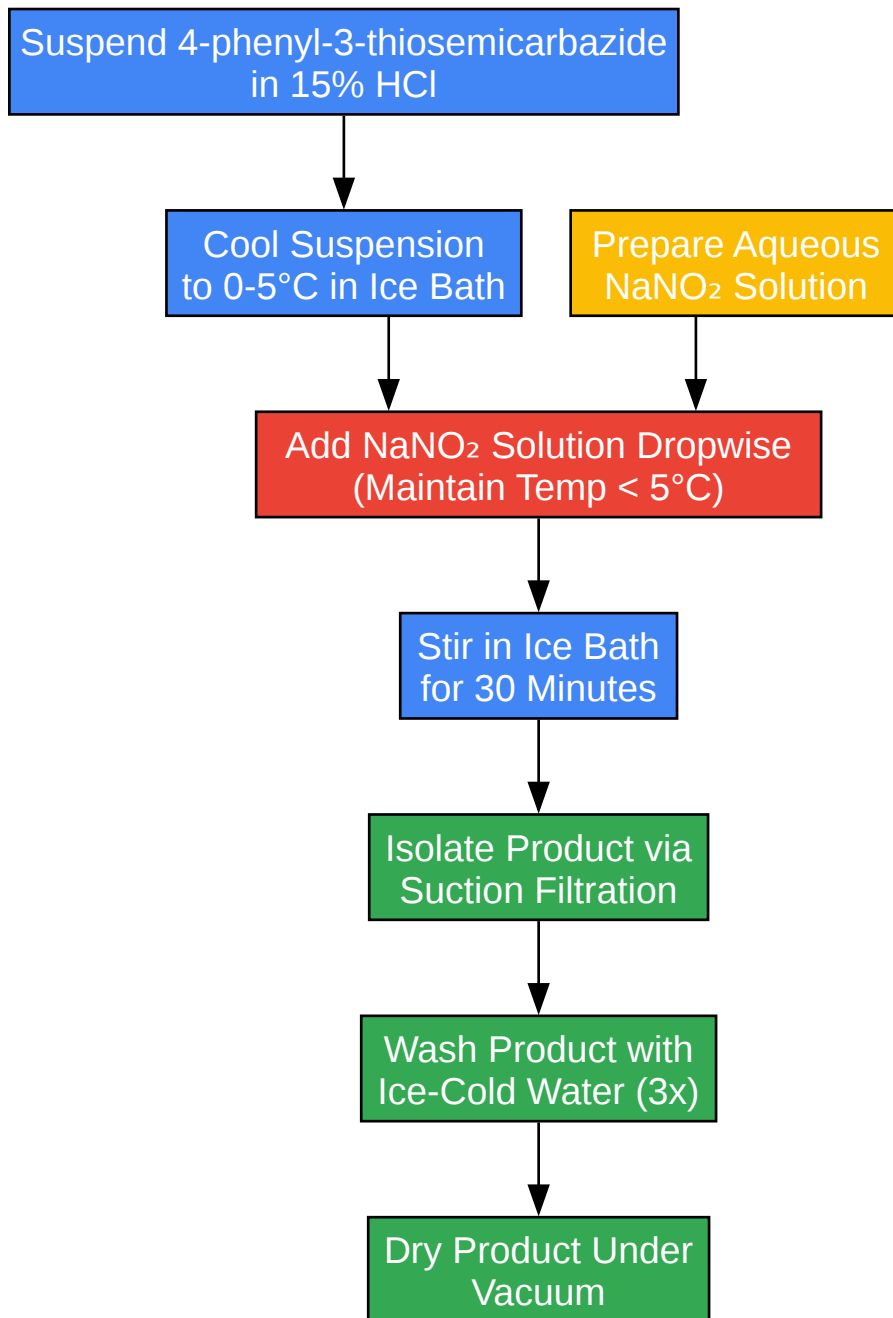 Suspend 4-phenyl-3-thiosemicarbazide
in 15% HCl
Cool Suspension
to 0-5°C in Ice Bath
Prepare Aqueous
NaNO₂ Solution
Add NaNO₂ Solution Dropwise
(Maintain Temp < 5°C)
Stir in Ice Bath
for 30 Minutes
Isolate Product via
Suction Filtration
Wash Product with
Ice-Cold Water (3x)
Dry Product Under
Vacuum